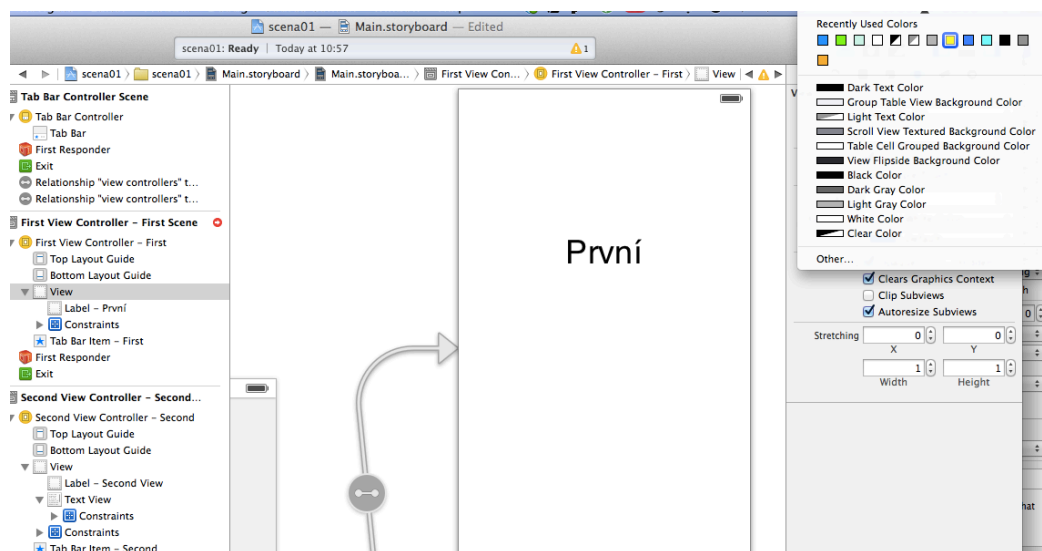 scena01 — Main.storyboard — Edited
scena01: Ready | Today at 10:57
1
scena01 〉 scena01 〉 Main.storyboard 〉 Main.storyboa... 〉 First View Con... 〉 First View Controller – First 〉 View
Tab Bar Controller Scene
Tab Bar Controller
Tab Bar
First Responder
Exit
Relationship "view controllers" t...
Relationship "view controllers" t...
First View Controller – First Scene
First View Controller – First
Top Layout Guide
Bottom Layout Guide
View
Label – První
Constraints
Tab Bar Item – First
First Responder
Exit
Second View Controller – Second...
Second View Controller – Second
Top Layout Guide
Bottom Layout Guide
View
Label – Second View
Text View
Constraints
Constraints
Tab Bar Item – Second
První
Recently Used Colors
Dark Text Color
Group Table View Background Color
Light Text Color
Scroll View Textured Background Color
Table Cell Grouped Background Color
View Flipside Background Color
Black Color
Dark Gray Color
Light Gray Color
White Color
Clear Color
Other...
Clears Graphics Context
Clip Subviews
Autoresize Subviews
Stretching 0 0
X Y
1 1
Width Height
0